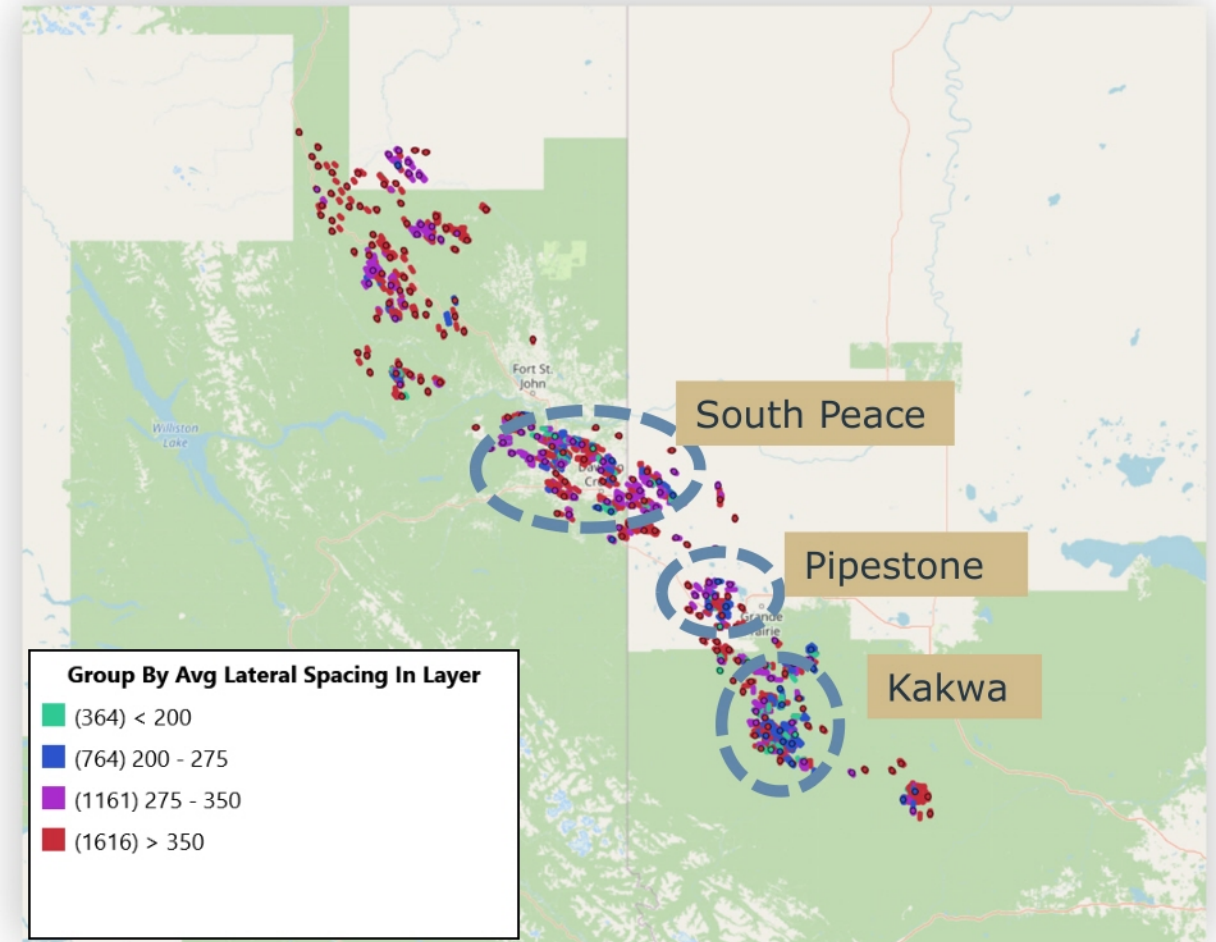 Fort St.
John
South Peace
Williston
Lake
Pipestone
Grande
Prairie
Kakwa
Group By Avg Lateral Spacing In Layer
(364) < 200
(764) 200 - 275
(1161) 275 - 350
(1616) > 350